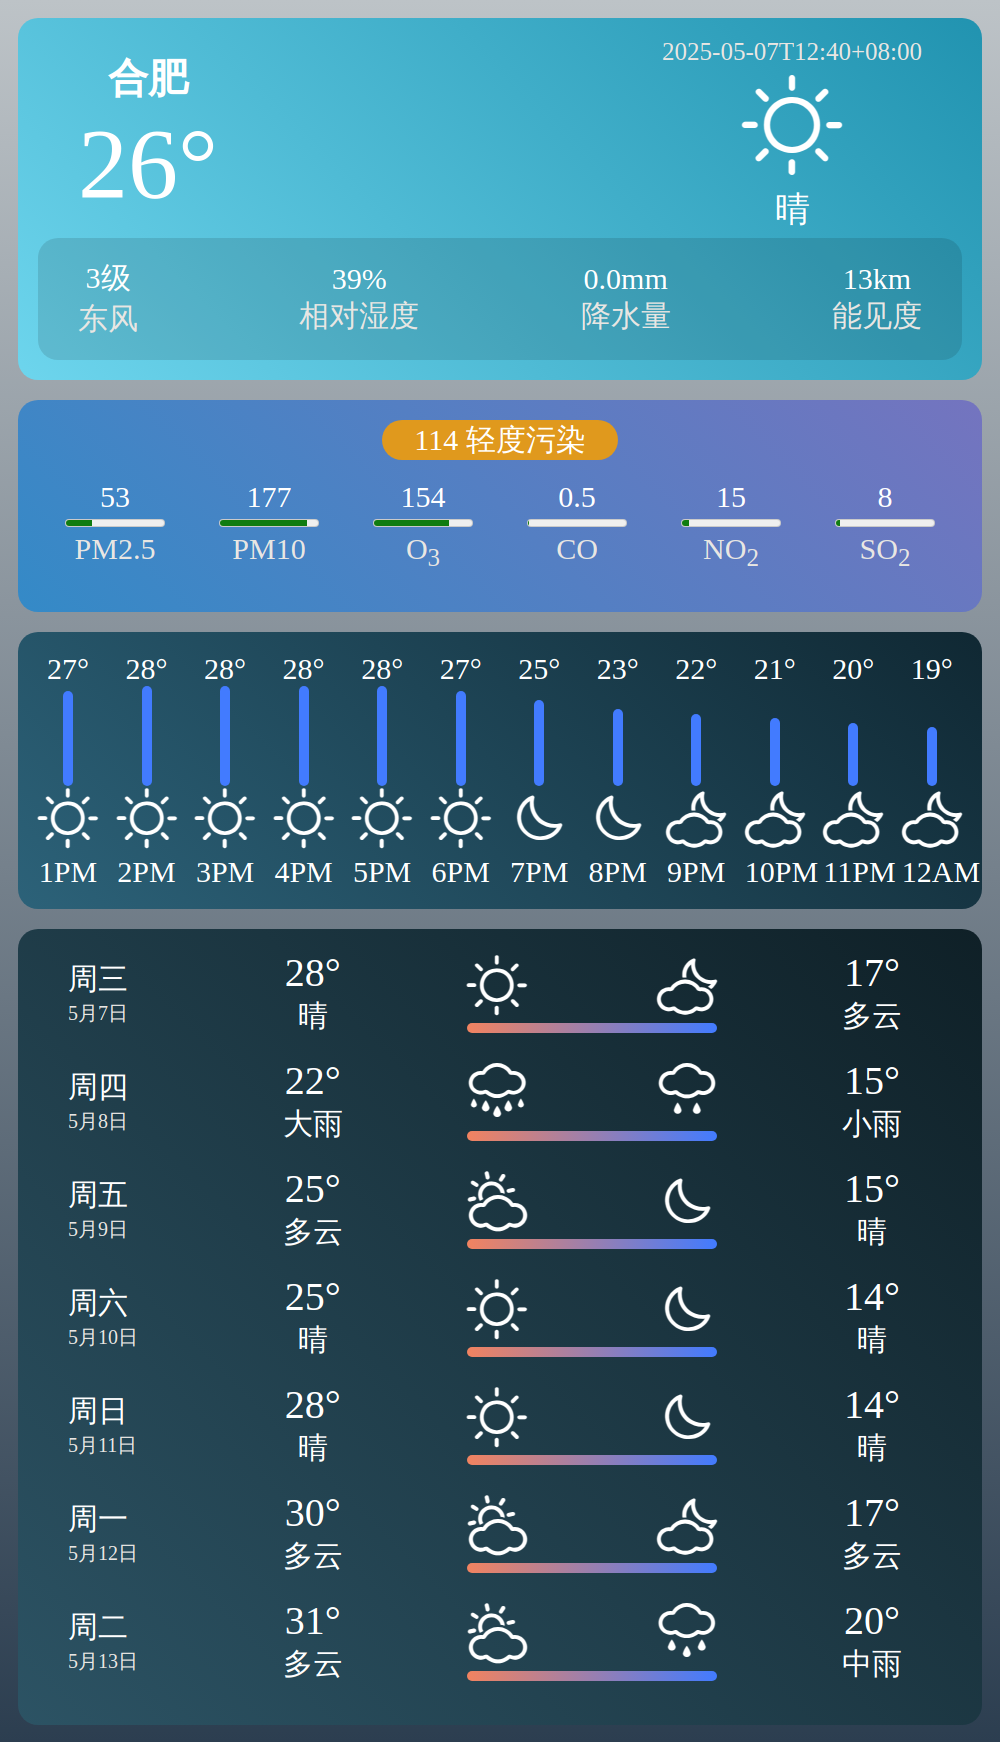 合肥
26°
2025-05-07T12:40+08:00
晴
3级 39% 0.0mm 13km
东风 相对湿度 降水量 能见度
114 轻度污染
53 177 154 0.5 15 8
PM2.5 PM10 O3 CO NO2 SO2
27° 28° 28° 28° 28° 27° 25° 23° 22° 21° 20° 19°
1PM 2PM 3PM 4PM 5PM 6PM 7PM 8PM 9PM 10PM 11PM 12AM
周三 28° 17°
5月7日 晴 多云
周四 22° 15°
5月8日 大雨 小雨
周五 25° 15°
5月9日 多云 晴
周六 25° 14°
5月10日 晴 晴
周日 28° 14°
5月11日 晴 晴
周一 30° 17°
5月12日 多云 多云
周二 31° 20°
5月13日 多云 中雨